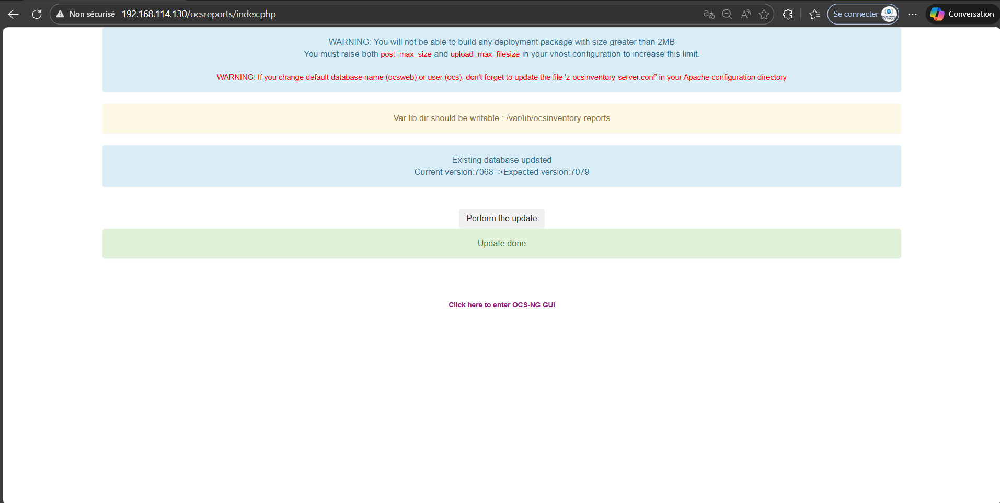 Non sécurisé 192.168.114.130/ocsreports/index.php
Se connecter
Conversation
WARNING: You will not be able to build any deployment package with size greater than 2MB
You must raise both post_max_size and upload_max_filesize in your vhost configuration to increase this limit.
WARNING: If you change default database name (ocsweb) or user (ocs), don't forget to update the file 'z-ocsinventory-server.conf' in your Apache configuration directory
Var lib dir should be writable : /var/lib/ocsinventory-reports
Existing database updated
Current version:7068=>Expected version:7079
Perform the update
Update done
Click here to enter OCS-NG GUI